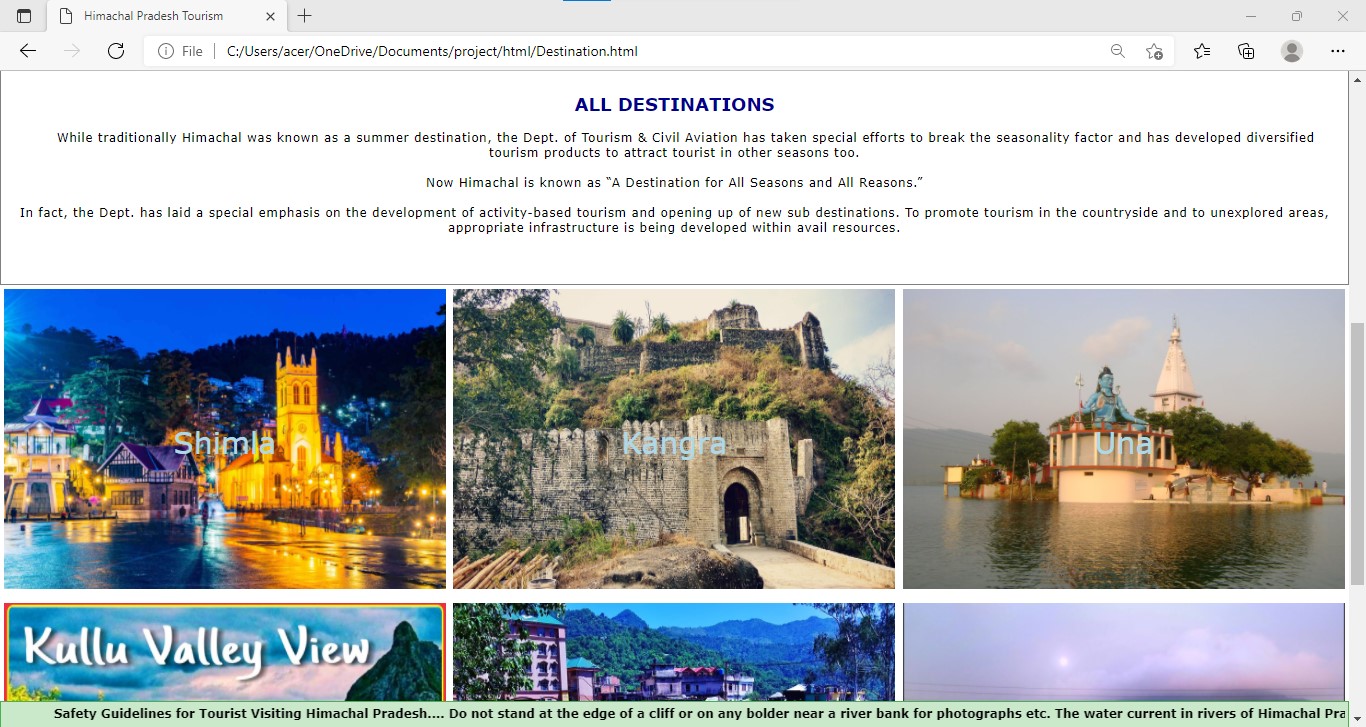 Himachal Pradesh Tourism
File
C:/Users/acer/OneDrive/Documents/project/html/Destination.html
ALL DESTINATIONS
While traditionally Himachal was known as a summer destination, the Dept. of Tourism & Civil Aviation has taken special efforts to break the seasonality factor and has developed diversified
tourism products to attract tourist in other seasons too.
Now Himachal is known as “A Destination for All Seasons and All Reasons.”
In fact, the Dept. has laid a special emphasis on the development of activity-based tourism and opening up of new sub destinations. To promote tourism in the countryside and to unexplored areas,
appropriate infrastructure is being developed within avail resources.
Shimla
Kangra
Una
Kullu Valley View
Safety Guidelines for Tourist Visiting Himachal Pradesh.... Do not stand at the edge of a cliff or on any bolder near a river bank for photographs etc. The water current in rivers of Himachal Pra